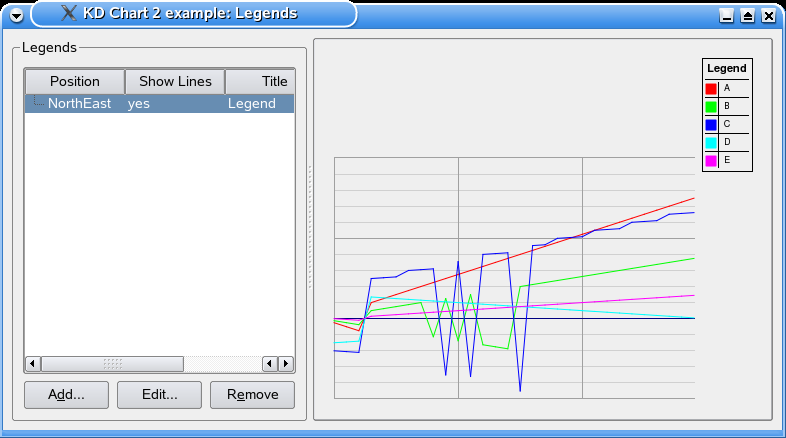 KD Chart 2 example: Legends
Legends
Position Show Lines Title
NorthEast yes Legend
Add... Edit... Remove
Legend
A
B
C
D
E